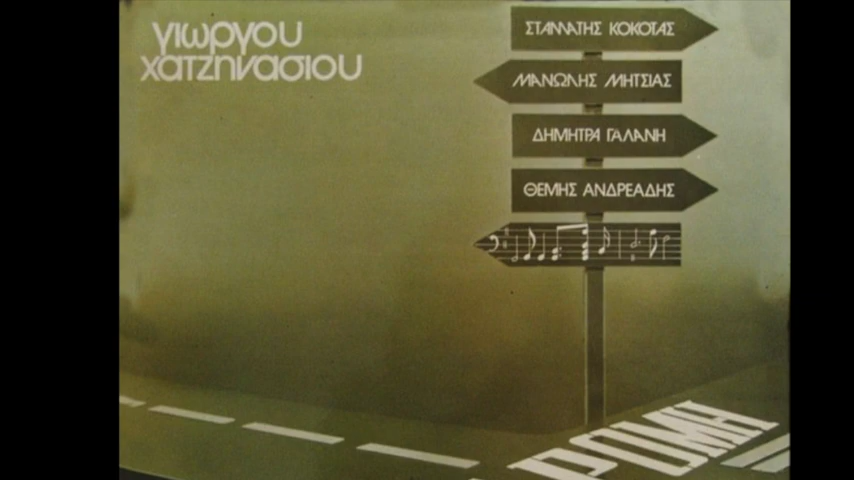 γιωργου
χατζηνασιου
ΣΤΑΜΑΤΗΣ ΚΟΚΟΤΑΣ
ΜΑΝΩΛΗΣ ΜΗΤΣΙΑΣ
ΔΗΜΗΤΡΑ ΓΑΛΑΝΗ
ΘΕΜΗΣ ΑΝΔΡΕΑΔΗΣ